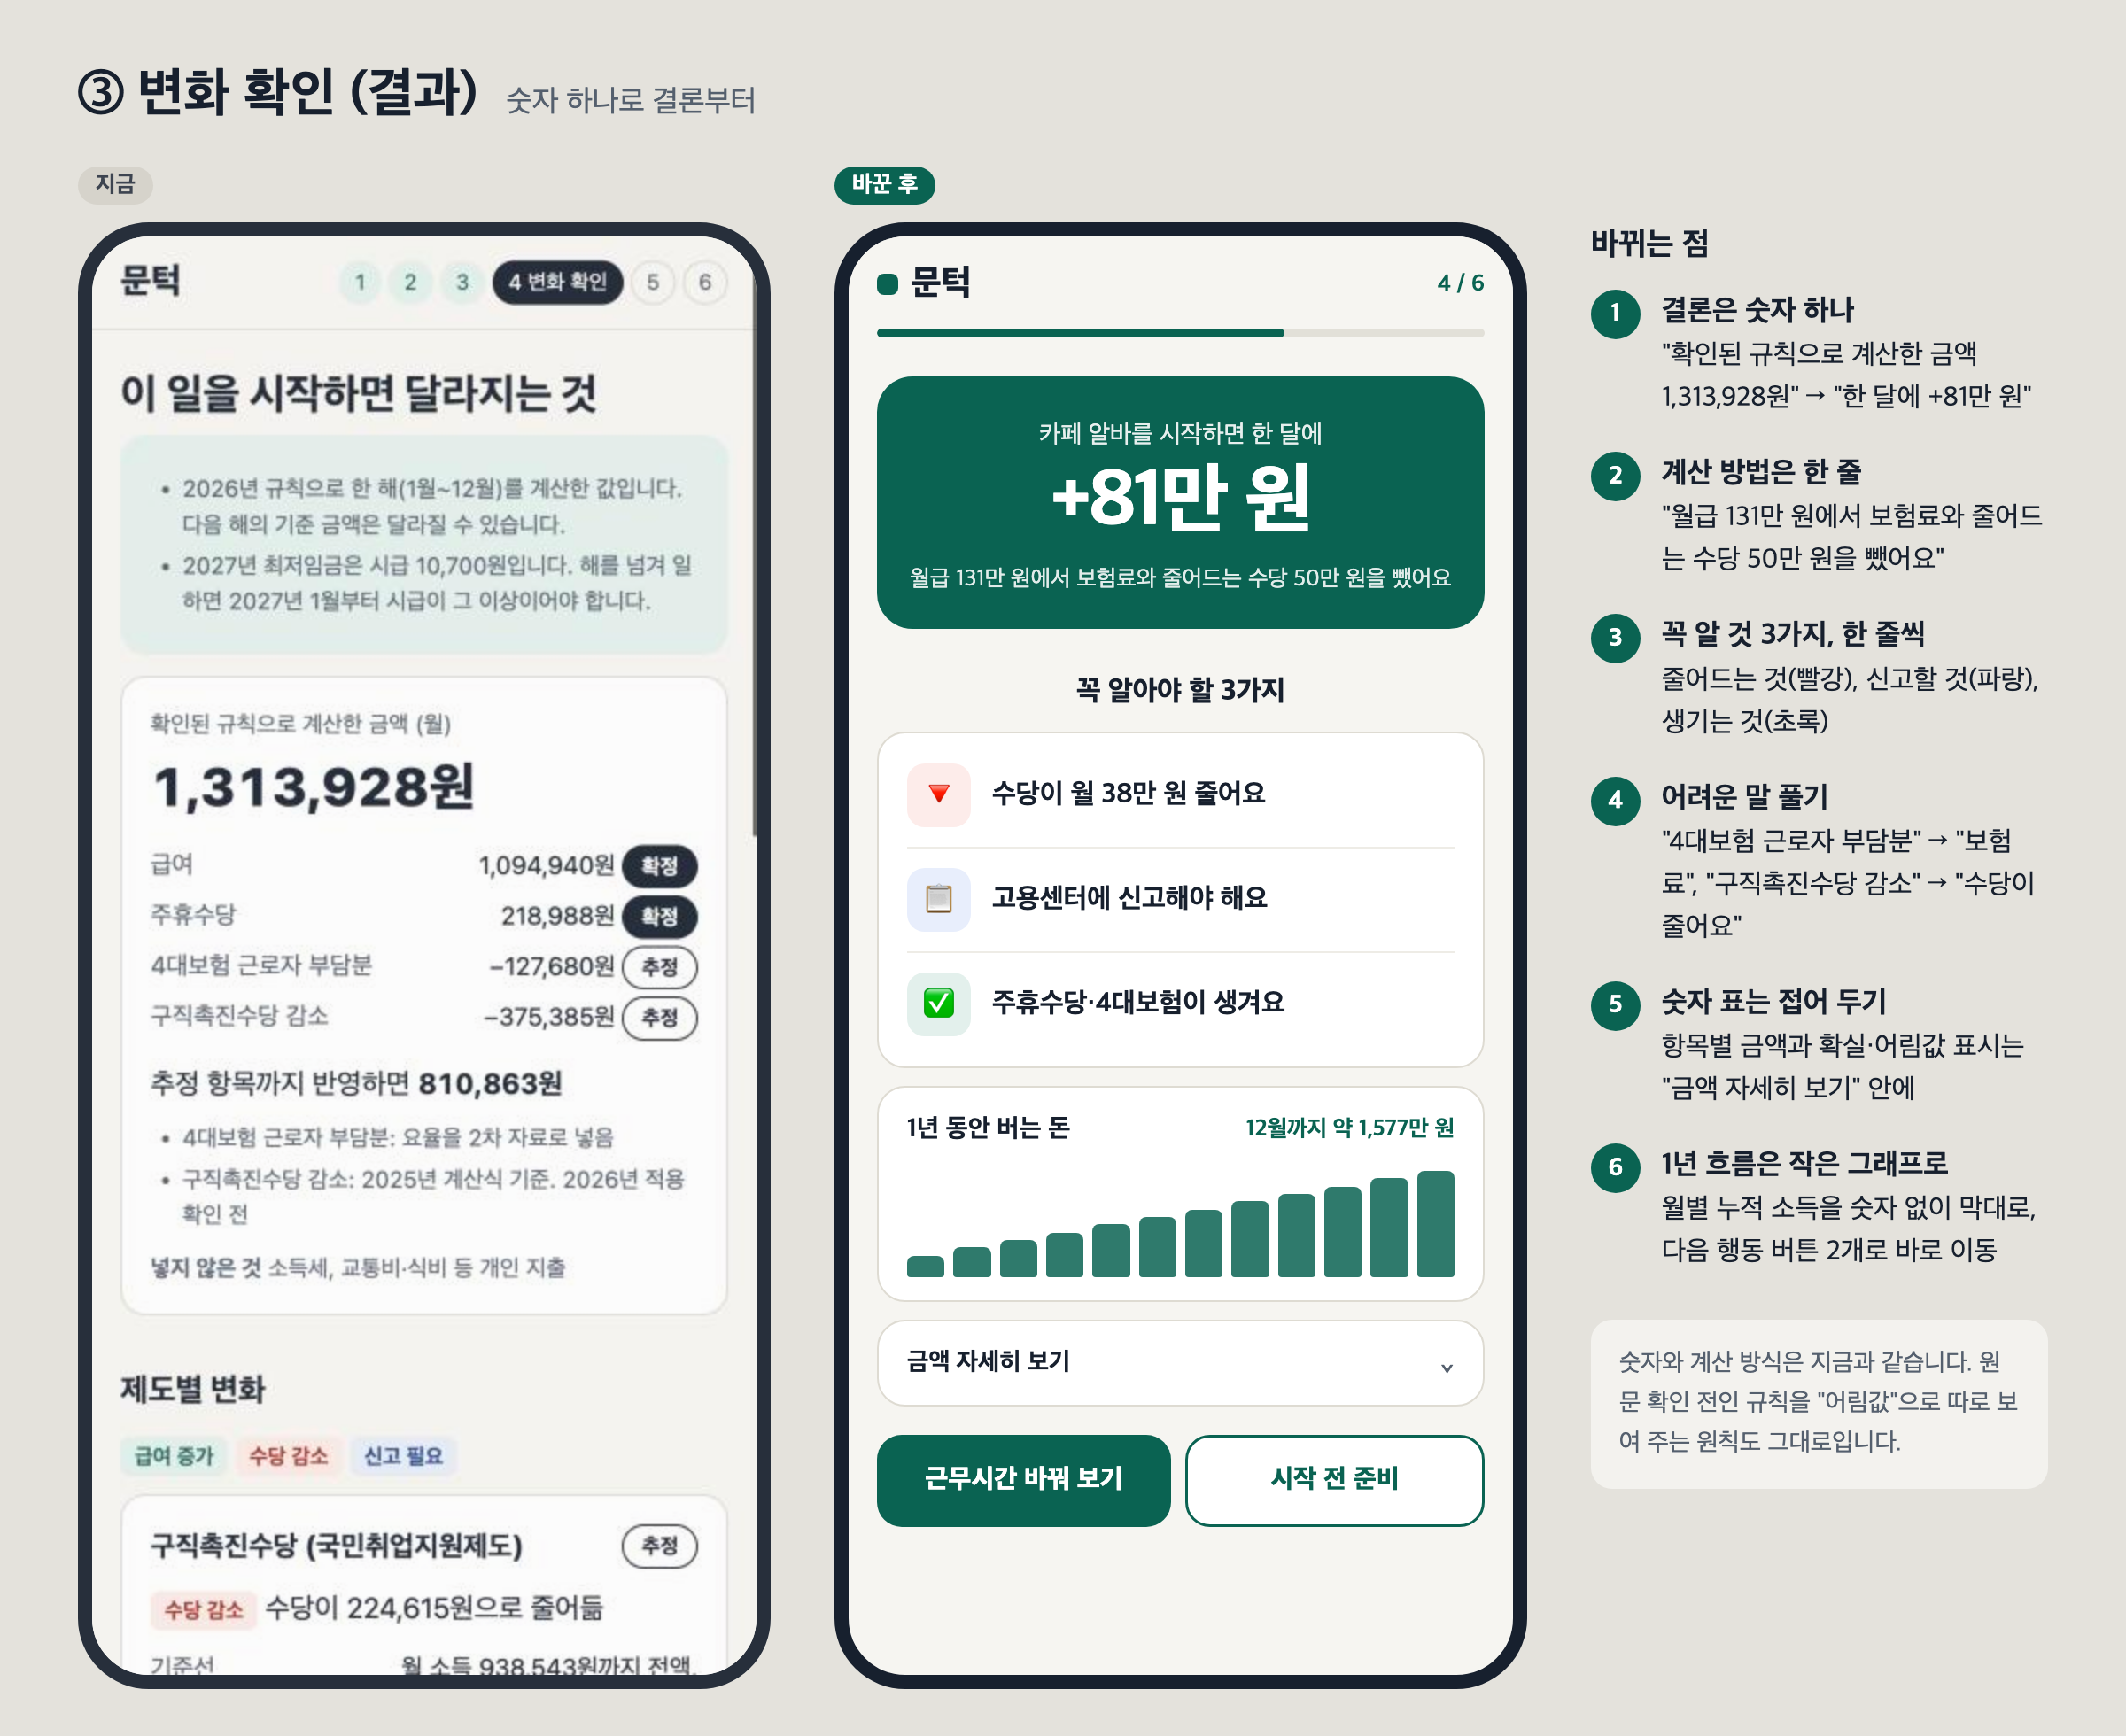 ③ 변화 확인 (결과) 숫자 하나로 결론부터
지금
문턱 1 2 3 4 변화 확인 5 6
이 일을 시작하면 달라지는 것
• 2026년 규칙으로 한 해(1월~12월)를 계산한 값입니다.
다음 해의 기준 금액은 달라질 수 있습니다.
• 2027년 최저임금은 시급 10,700원입니다. 해를 넘겨 일
하면 2027년 1월부터 시급이 그 이상이어야 합니다.
확인된 규칙으로 계산한 금액 (월)
1,313,928원
급여 1,094,940원 확정
주휴수당 218,988원 확정
4대보험 근로자 부담분 −127,680원 추정
구직촉진수당 감소 −375,385원 추정
추정 항목까지 반영하면 810,863원
• 4대보험 근로자 부담분: 요율을 2차 자료로 넣음
• 구직촉진수당 감소: 2025년 계산식 기준. 2026년 적용
확인 전
넣지 않은 것 소득세, 교통비·식비 등 개인 지출
제도별 변화
급여 증가 수당 감소 신고 필요
구직촉진수당 (국민취업지원제도) 추정
수당 감소 수당이 224,615원으로 줄어듦
기준선 월 소득 938,543원까지 전액,
바꾼 후
문턱 4 / 6
카페 알바를 시작하면 한 달에
+81만 원
월급 131만 원에서 보험료와 줄어드는 수당 50만 원을 뺐어요
꼭 알아야 할 3가지
수당이 월 38만 원 줄어요
고용센터에 신고해야 해요
주휴수당·4대보험이 생겨요
1년 동안 버는 돈 12월까지 약 1,577만 원
금액 자세히 보기
근무시간 바꿔 보기 시작 전 준비
바뀌는 점
1 결론은 숫자 하나
"확인된 규칙으로 계산한 금액
1,313,928원" → "한 달에 +81만 원"
2 계산 방법은 한 줄
"월급 131만 원에서 보험료와 줄어드
는 수당 50만 원을 뺐어요"
3 꼭 알 것 3가지, 한 줄씩
줄어드는 것(빨강), 신고할 것(파랑),
생기는 것(초록)
4 어려운 말 풀기
"4대보험 근로자 부담분" → "보험
료", "구직촉진수당 감소" → "수당이
줄어요"
5 숫자 표는 접어 두기
항목별 금액과 확실·어림값 표시는
"금액 자세히 보기" 안에
6 1년 흐름은 작은 그래프로
월별 누적 소득을 숫자 없이 막대로,
다음 행동 버튼 2개로 바로 이동
숫자와 계산 방식은 지금과 같습니다. 원
문 확인 전인 규칙을 "어림값"으로 따로 보
여 주는 원칙도 그대로입니다.